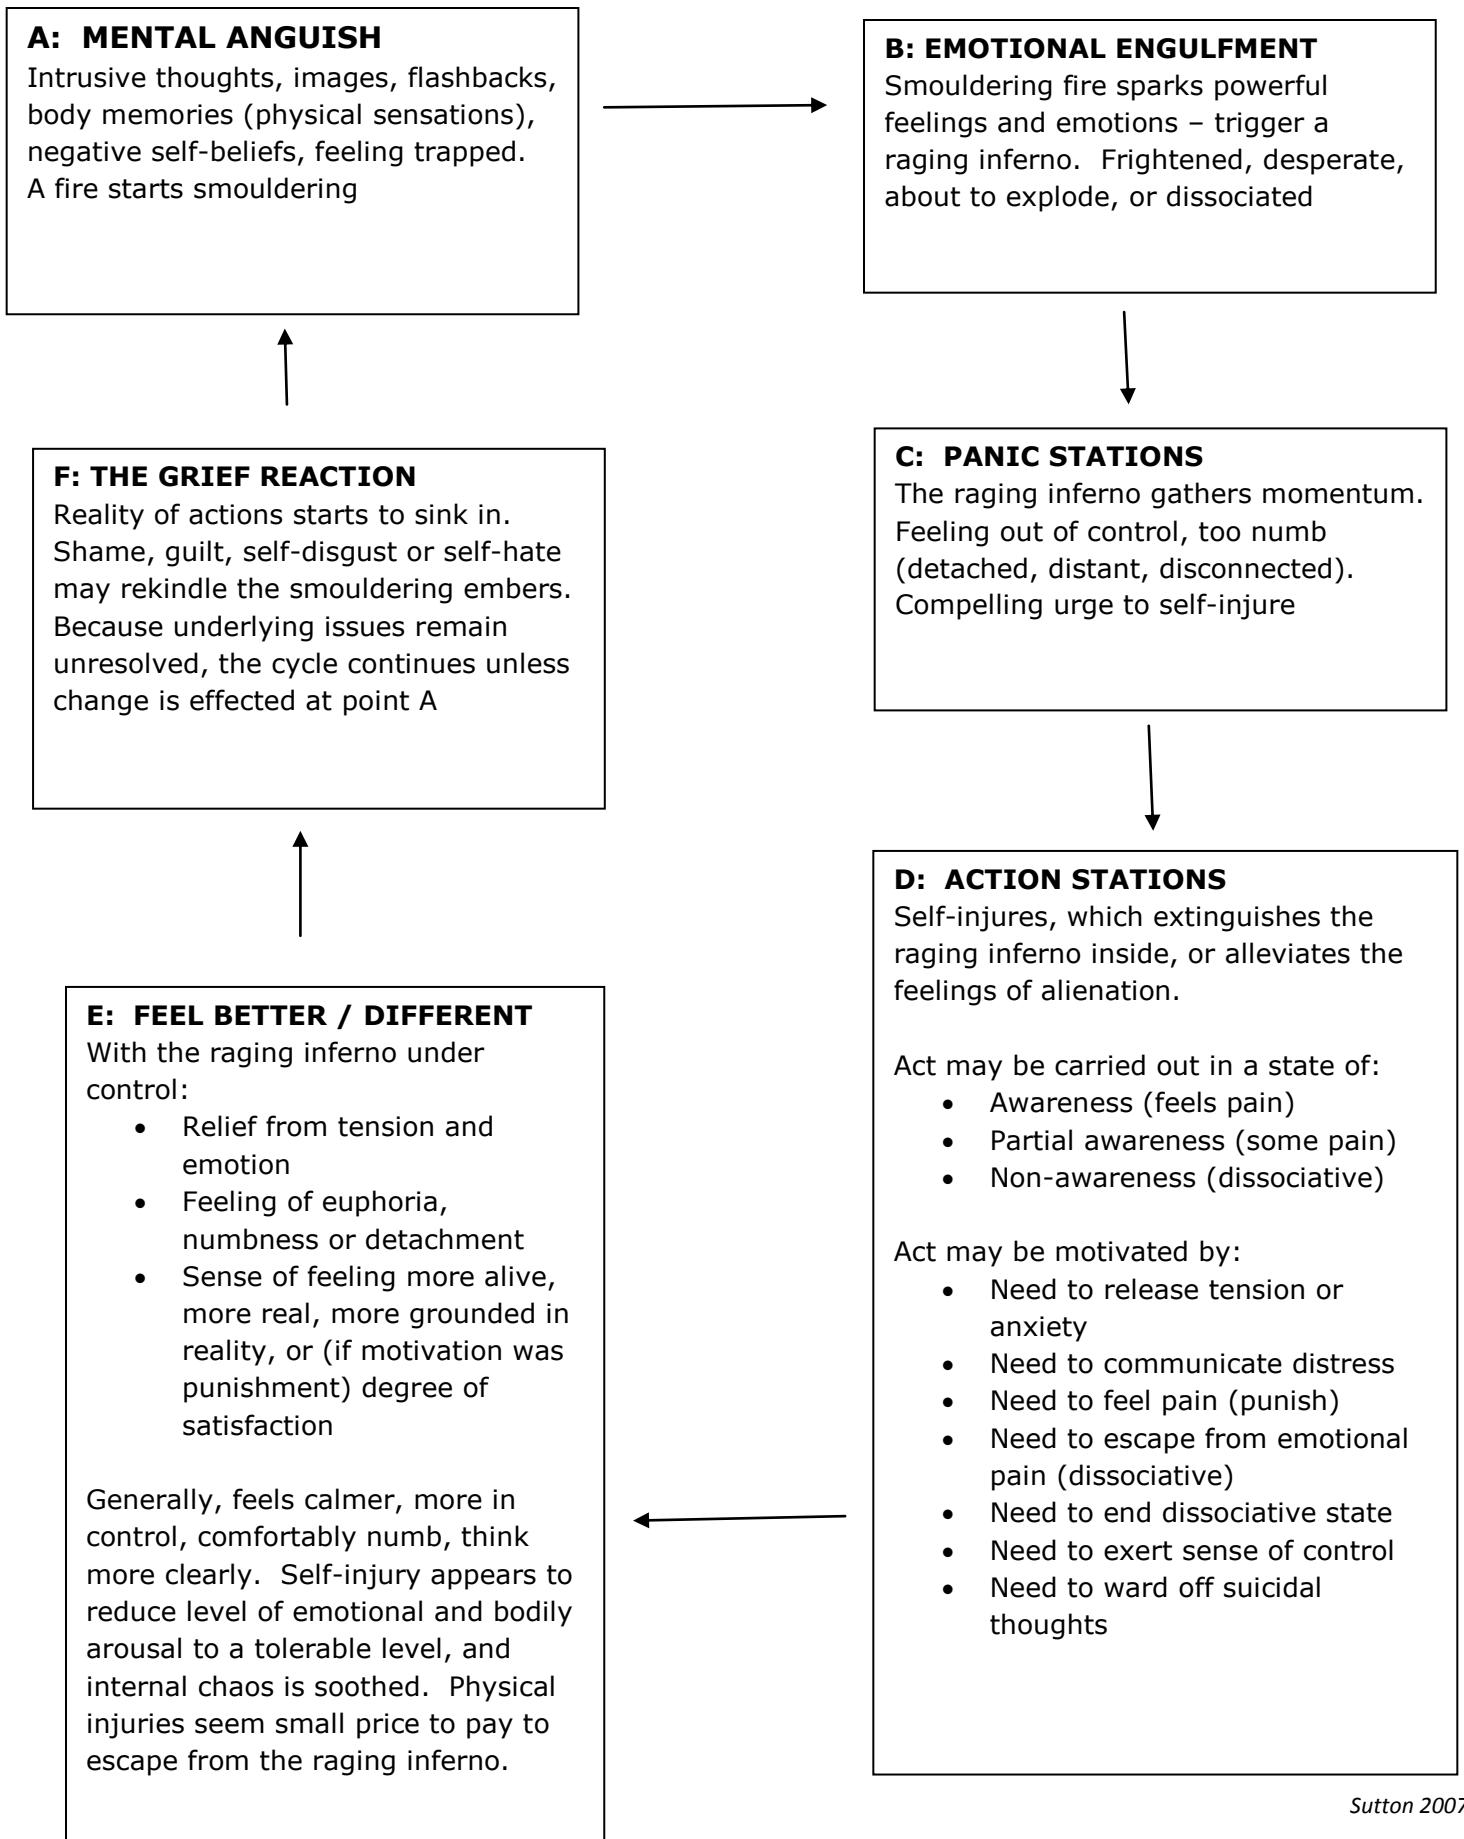 A:  MENTAL ANGUISH
Intrusive thoughts, images, flashbacks,
body memories (physical sensations),
negative self-beliefs, feeling trapped.
A fire starts smouldering
B: EMOTIONAL ENGULFMENT
Smouldering fire sparks powerful
feelings and emotions – trigger a
raging inferno.  Frightened, desperate,
about to explode, or dissociated
C:  PANIC STATIONS
The raging inferno gathers momentum.
Feeling out of control, too numb
(detached, distant, disconnected).
Compelling urge to self-injure
D:  ACTION STATIONS
Self-injures, which extinguishes the
raging inferno inside, or alleviates the
feelings of alienation.
Act may be carried out in a state of:
• Awareness (feels pain)
• Partial awareness (some pain)
• Non-awareness (dissociative)
Act may be motivated by:
• Need to release tension or
anxiety
• Need to communicate distress
• Need to feel pain (punish)
• Need to escape from emotional
pain (dissociative)
• Need to end dissociative state
• Need to exert sense of control
• Need to ward off suicidal
thoughts
E:  FEEL BETTER / DIFFERENT
With the raging inferno under
control:
• Relief from tension and
emotion
• Feeling of euphoria,
numbness or detachment
• Sense of feeling more alive,
more real, more grounded in
reality, or (if motivation was
punishment) degree of
satisfaction
Generally, feels calmer, more in
control, comfortably numb, think
more clearly.  Self-injury appears to
reduce level of emotional and bodily
arousal to a tolerable level, and
internal chaos is soothed.  Physical
injuries seem small price to pay to
escape from the raging inferno.
F: THE GRIEF REACTION
Reality of actions starts to sink in.
Shame, guilt, self-disgust or self-hate
may rekindle the smouldering embers.
Because underlying issues remain
unresolved, the cycle continues unless
change is effected at point A
Sutton 2007